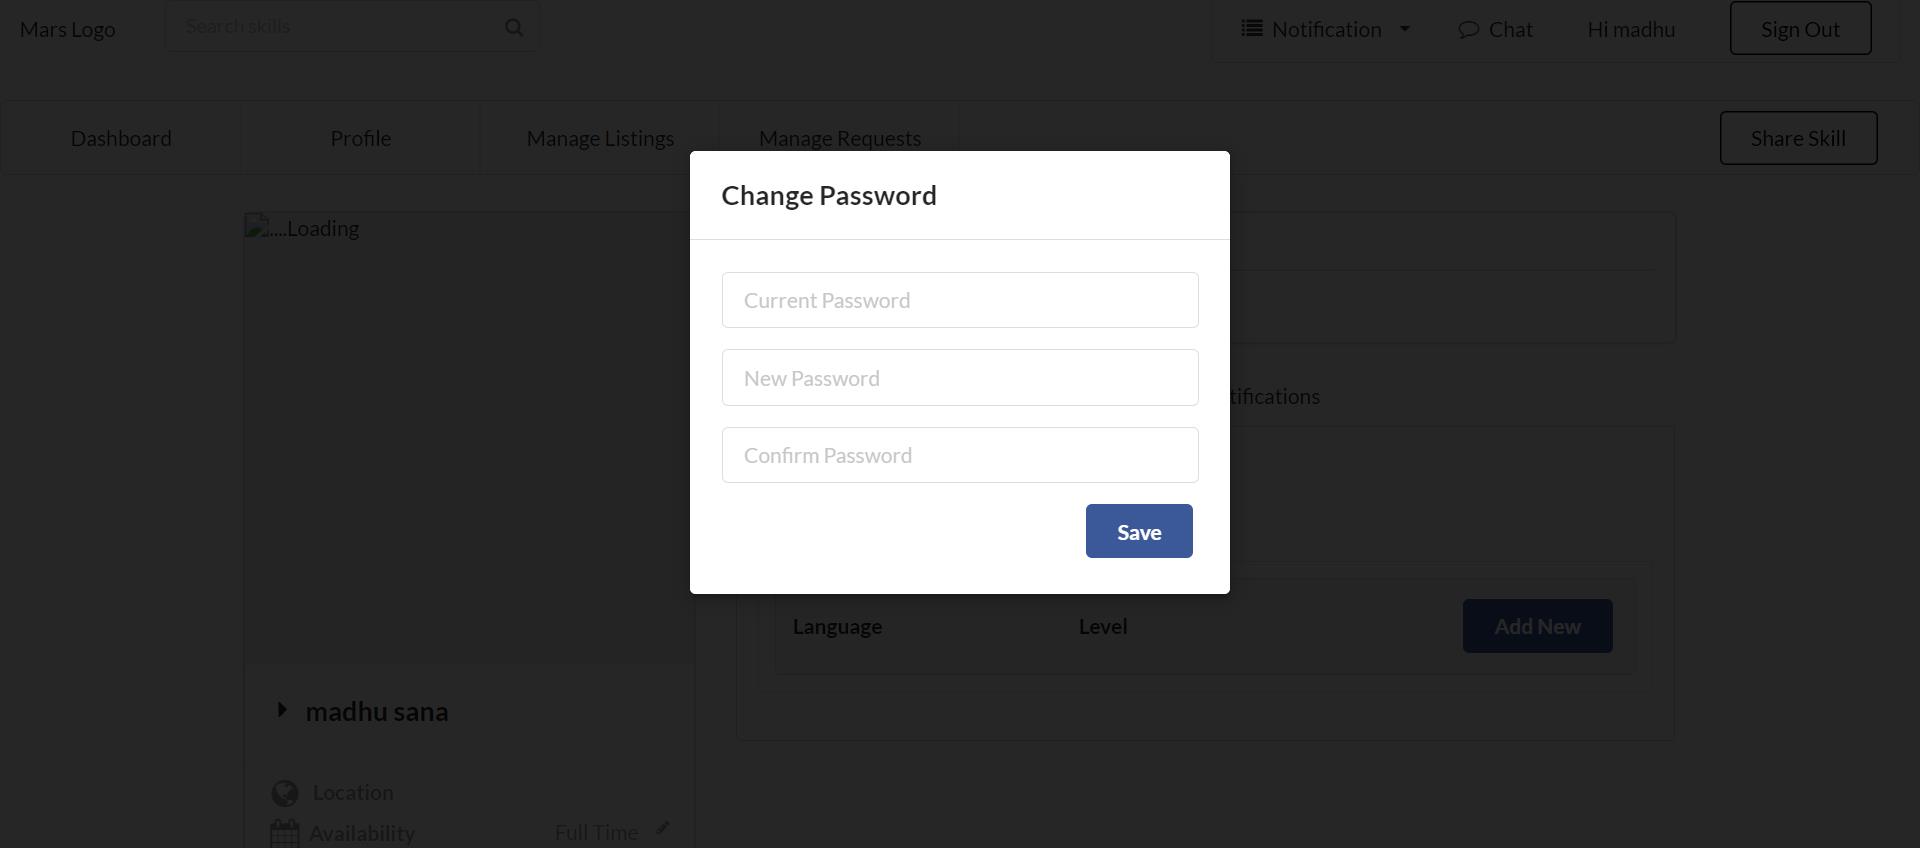 Mars Logo
Search skills
Notification
Chat
Hi madhu
Sign Out
Dashboard
Profile
Manage Listings
Manage Requests
Share Skill
Change Password
....Loading
Current Password
New Password
tifications
Confirm Password
Save
Language
Level
Add New
madhu sana
Location
Availability
Full Time